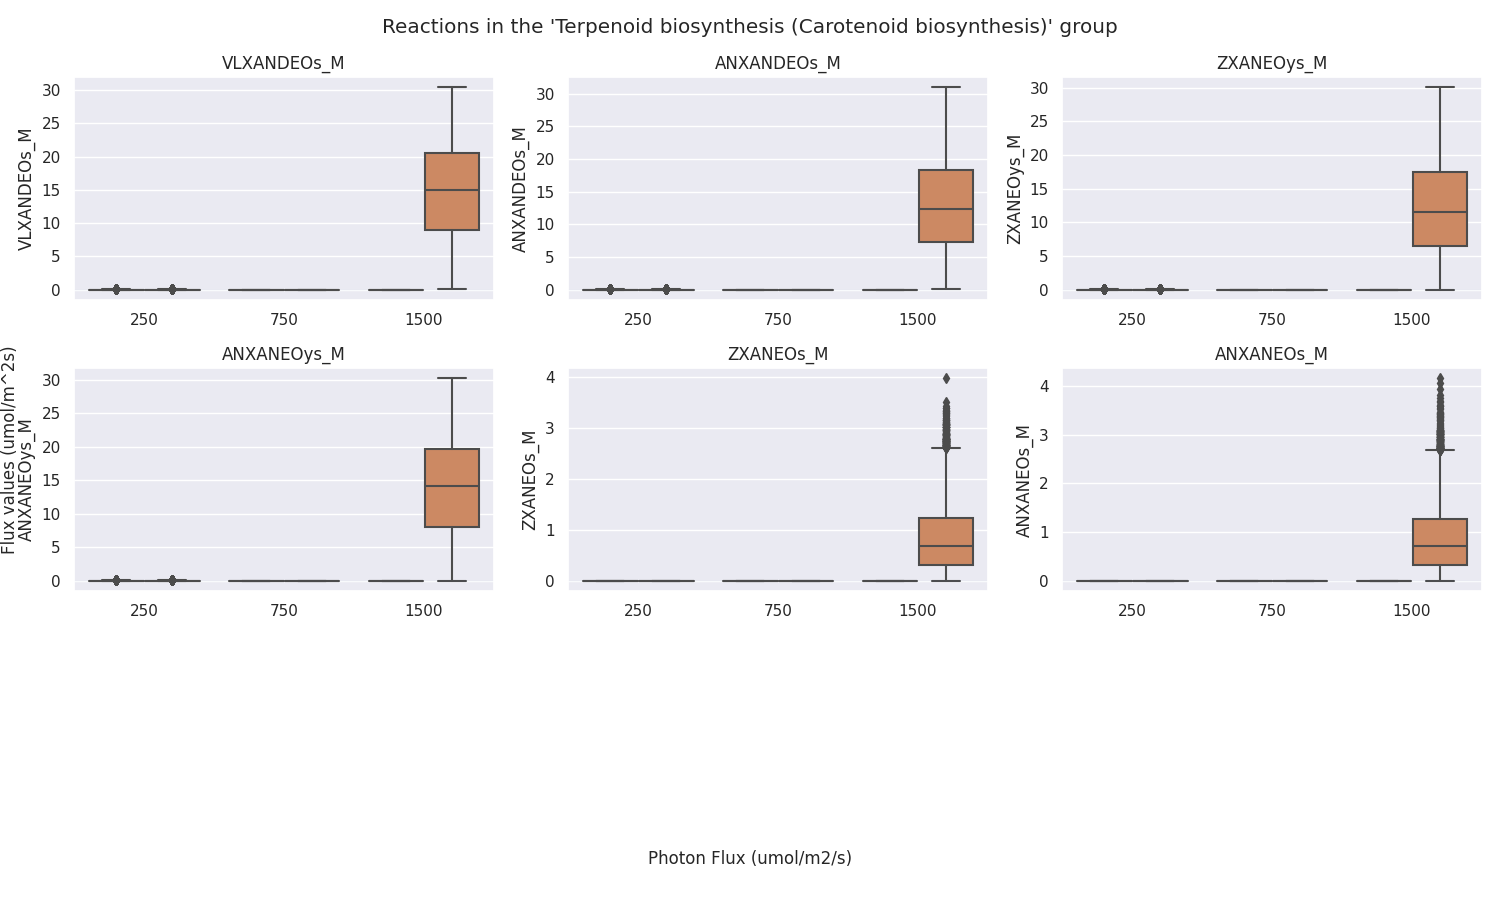 Reactions in the 'Terpenoid biosynthesis (Carotenoid biosynthesis)' group
VLXANDEOs_M
VLXANDEOs_M
30
25
20
15
10
5
0
250 750 1500
ANXANDEOs_M
ANXANDEOs_M
30
25
20
15
10
5
0
250 750 1500
ZXANEOys_M
ZXANEOys_M
30
25
20
15
10
5
0
250 750 1500
Flux values (umol/m^2s)
ANXANEOys_M
ANXANEOys_M
30
25
20
15
10
5
0
250 750 1500
ZXANEOs_M
ZXANEOs_M
4
3
2
1
0
250 750 1500
ANXANEOs_M
ANXANEOs_M
4
3
2
1
0
250 750 1500
Photon Flux (umol/m2/s)